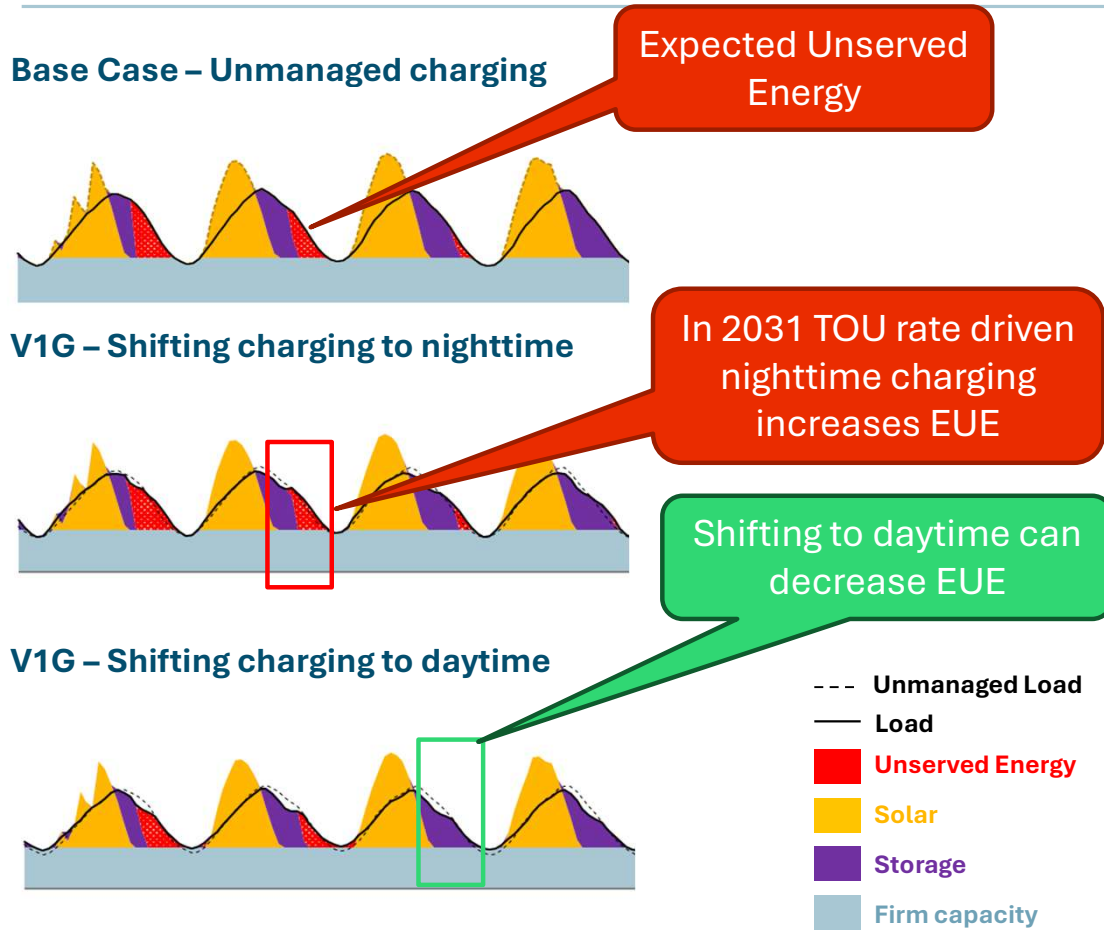 Expected Unserved
Energy
Base Case – Unmanaged charging
In 2031 TOU rate driven
nighttime charging
increases EUE
V1G – Shifting charging to nighttime
Shifting to daytime can
decrease EUE
V1G – Shifting charging to daytime
Unmanaged Load
Load
Unserved Energy
Solar
Storage
Firm capacity